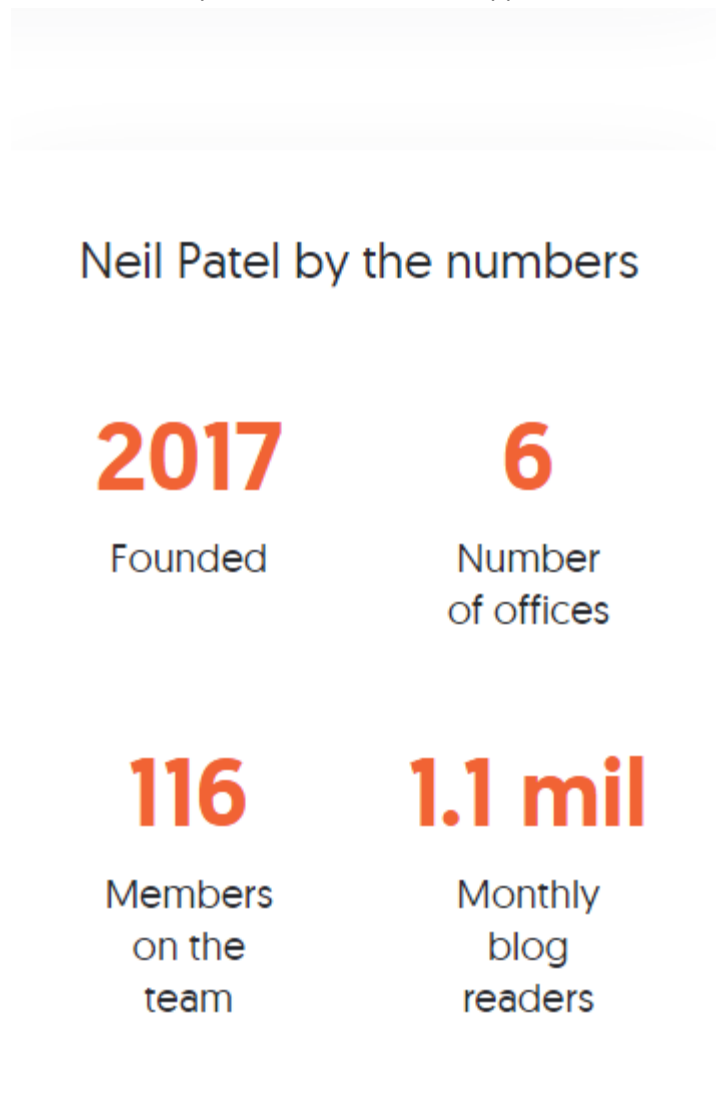 Neil Patel by the numbers
2017
Founded
6
Number
of offices
116
Members
on the
team
1.1 mil
Monthly
blog
readers